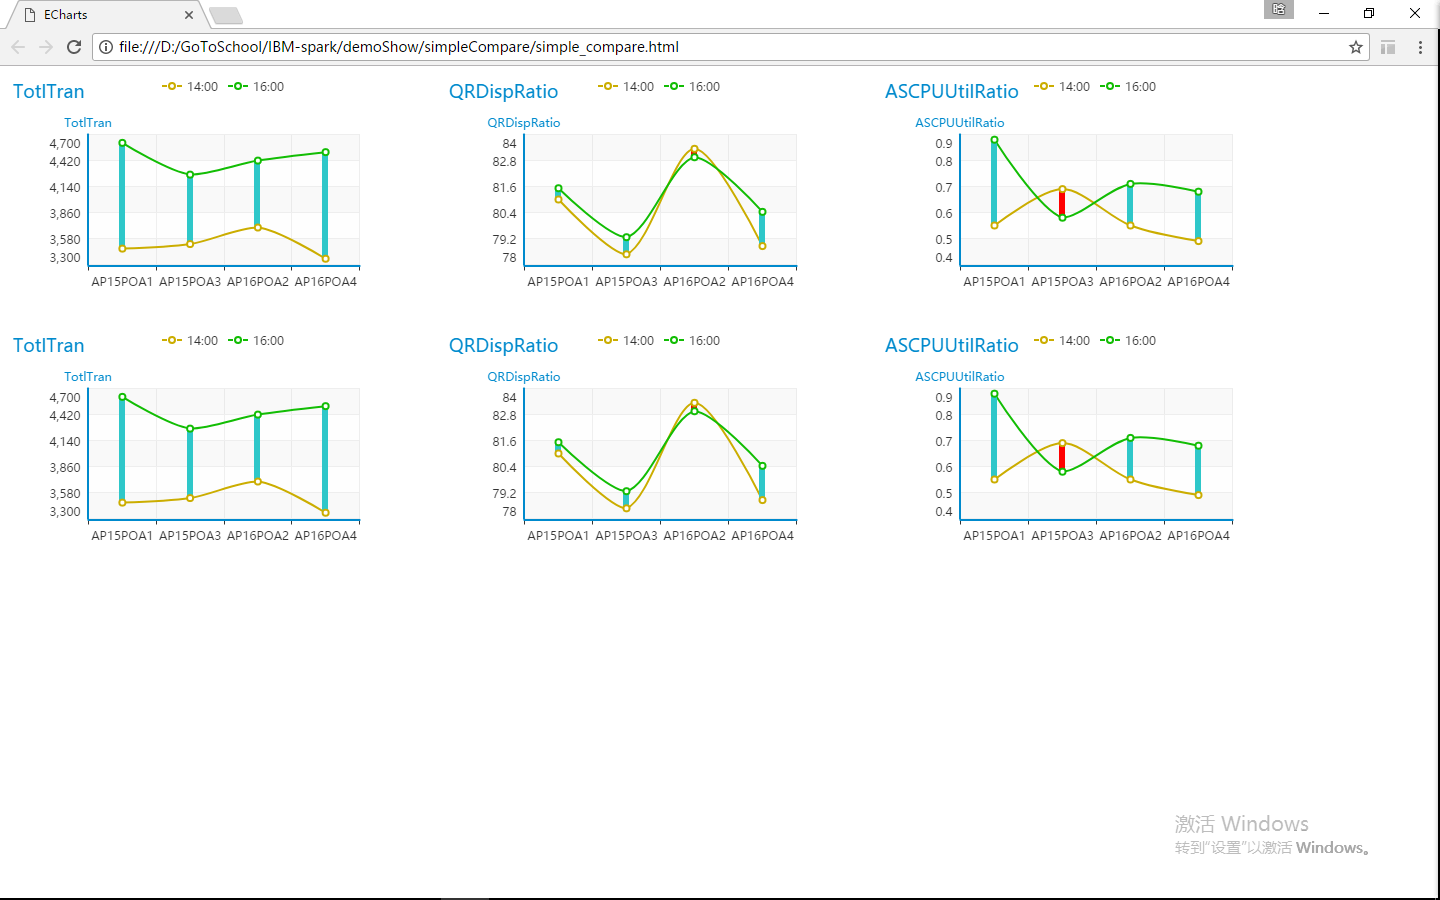 ECharts
file:///D:/GoToSchool/IBM-spark/demoShow/simpleCompare/simple_compare.html
TotlTran
14:00 16:00
TotlTran
4,700
4,420
4,140
3,860
3,580
3,300
AP15POA1 AP15POA3 AP16POA2 AP16POA4
QRDispRatio
14:00 16:00
QRDispRatio
84
82.8
81.6
80.4
79.2
78
AP15POA1 AP15POA3 AP16POA2 AP16POA4
ASCPUUtilRatio
14:00 16:00
ASCPUUtilRatio
0.9
0.8
0.7
0.6
0.5
0.4
AP15POA1 AP15POA3 AP16POA2 AP16POA4
TotlTran
14:00 16:00
TotlTran
4,700
4,420
4,140
3,860
3,580
3,300
AP15POA1 AP15POA3 AP16POA2 AP16POA4
QRDispRatio
14:00 16:00
QRDispRatio
84
82.8
81.6
80.4
79.2
78
AP15POA1 AP15POA3 AP16POA2 AP16POA4
ASCPUUtilRatio
14:00 16:00
ASCPUUtilRatio
0.9
0.8
0.7
0.6
0.5
0.4
AP15POA1 AP15POA3 AP16POA2 AP16POA4
激活 Windows
转到“设置”以激活 Windows。